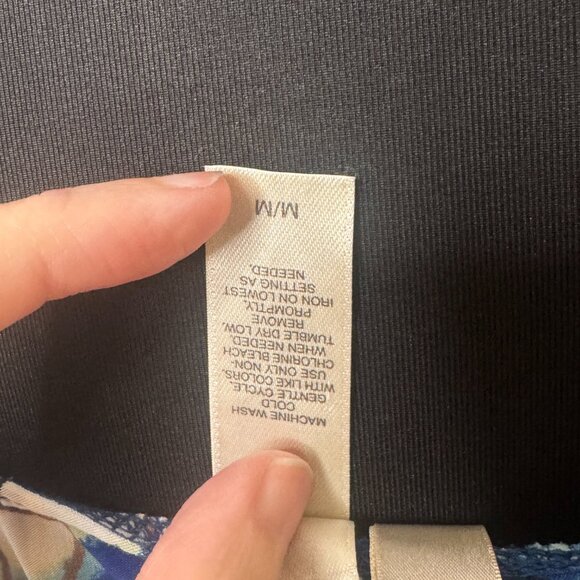 MACHINE WASH
COLD
GENTLE CYCLE.
WITH LIKE COLORS.
USE ONLY NON-
CHLORINE BLEACH
WHEN NEEDED.
TUMBLE DRY LOW,
REMOVE
PROMPTLY.
IRON ON LOWEST
SETTING AS
NEEDED.
M/M